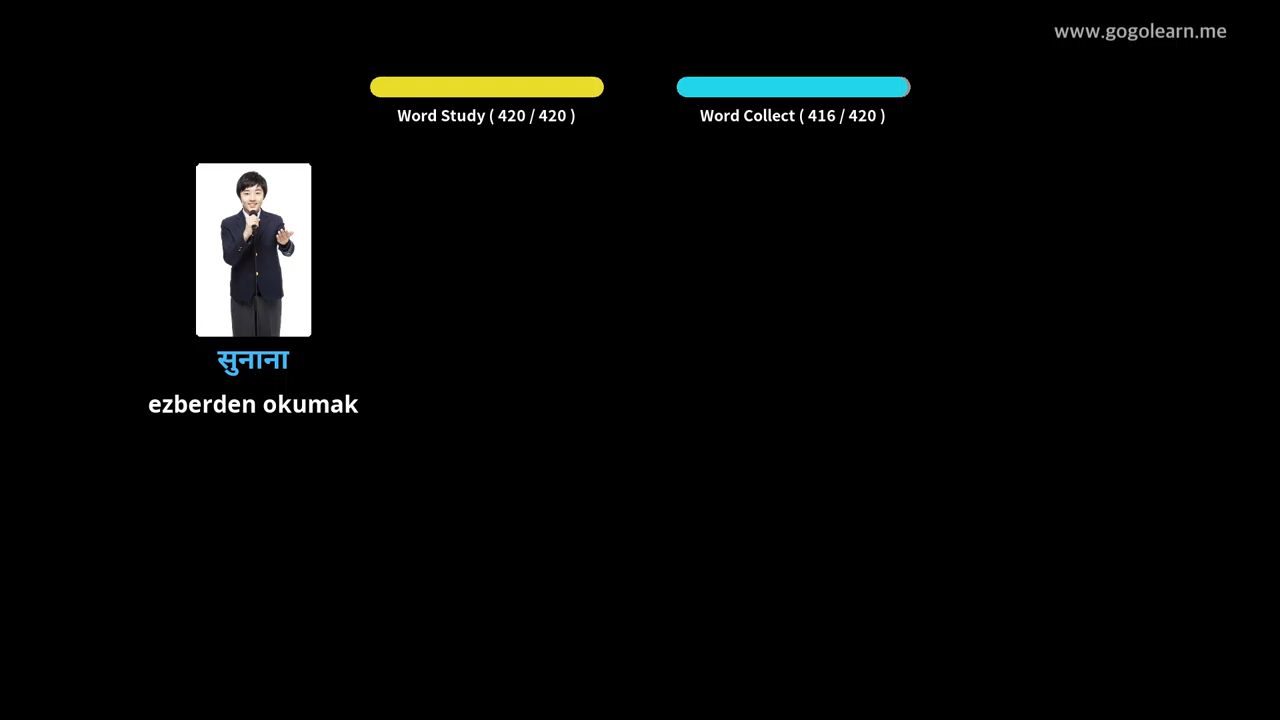 www.gogolearn.me
Word Study ( 420 / 420 )
Word Collect ( 416 / 420 )
सुनाना
ezberden okumak